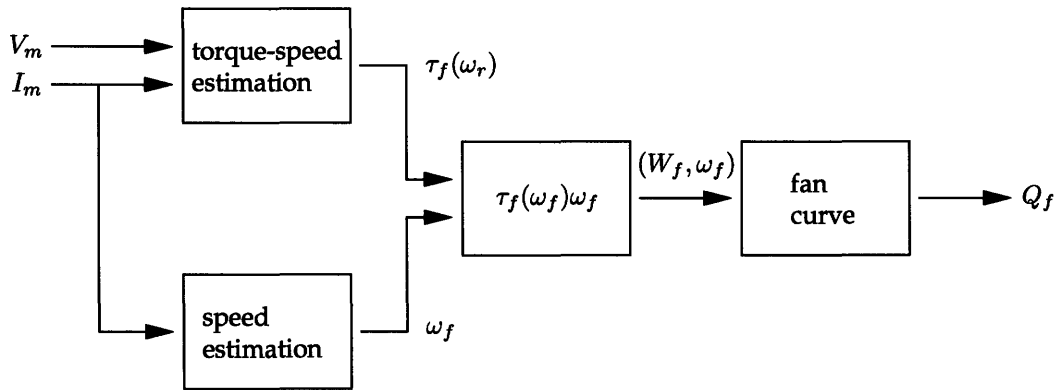 V_m
I_m
torque-speed
estimation
τ_f(ω_r)
τ_f(ω_f)ω_f
(W_f, ω_f)
fan
curve
Q_f
speed
estimation
ω_f